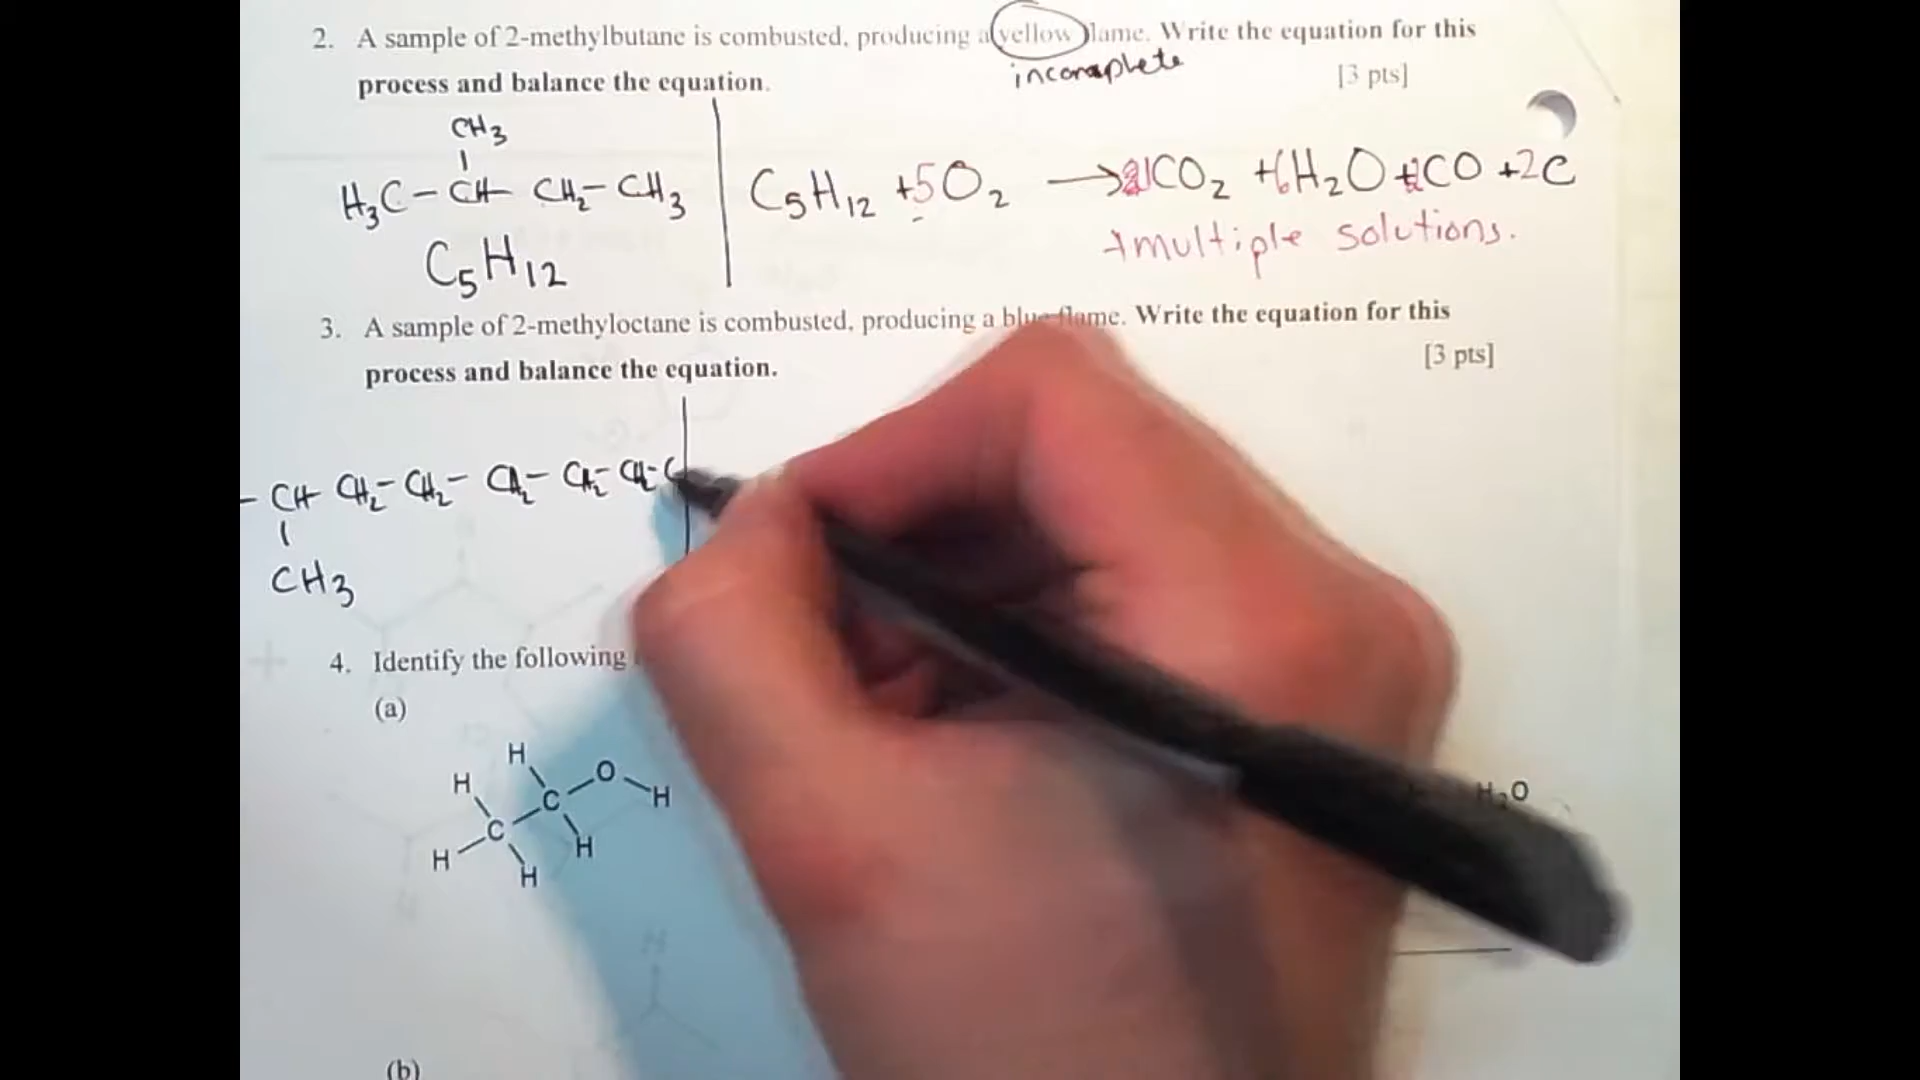 2. A sample of 2-methylbutane is combusted, producing a yellow flame. Write the equation for this
incomplete
process and balance the equation. [3 pts]
CH3
H3C - CH - CH2 - CH3
C5H12
C5H12 + 5O2 → CO2 + 6H2O + CO + 2C
+ multiple solutions.
3. A sample of 2-methyloctane is combusted, producing a blue flame. Write the equation for this
process and balance the equation. [3 pts]
- CH - CH2 - CH2 - CH2 - CH2 - CH2 - C
CH3
4. Identify the following
(a)
H
H O
C H
C
H H
H
H2O
(b)